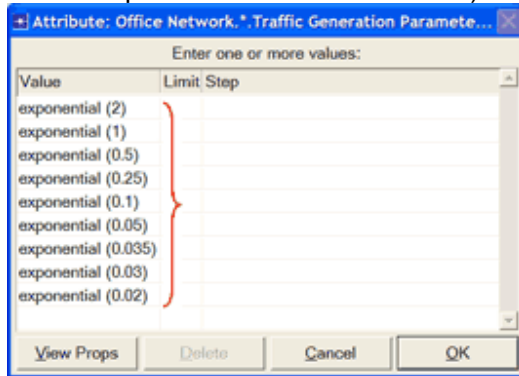 Attribute: Office Network.*.Traffic Generation Paramete...
Enter one or more values:
Value Limit Step
exponential (2)
exponential (1)
exponential (0.5)
exponential (0.25)
exponential (0.1)
exponential (0.05)
exponential (0.035)
exponential (0.03)
exponential (0.02)
View Props Delete Cancel OK